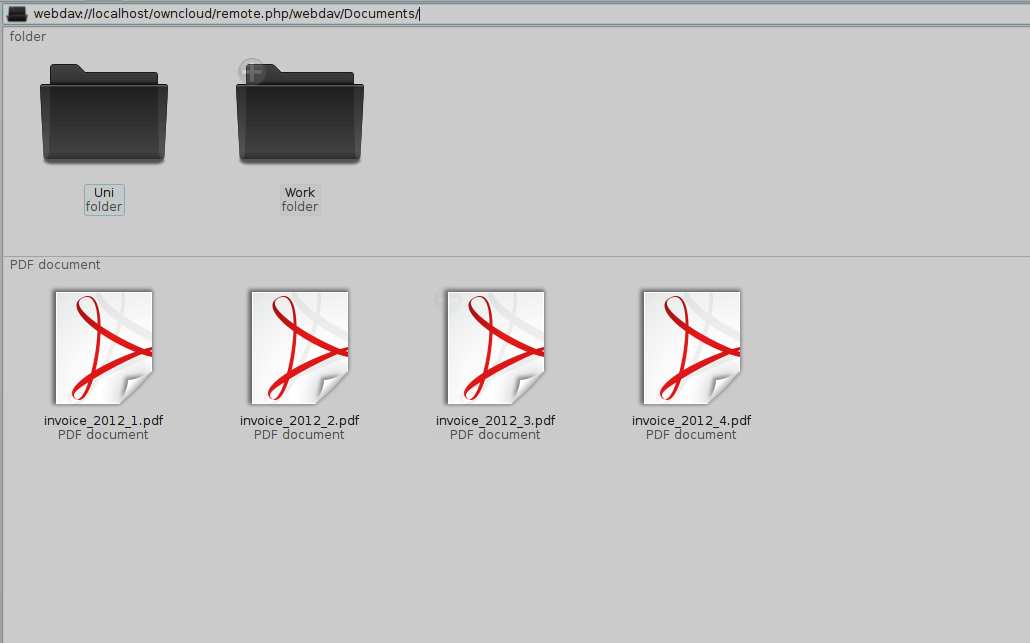 webdav://localhost/owncloud/remote.php/webdav/Documents/
folder
Uni
folder
Work
folder
PDF document
invoice_2012_1.pdf
PDF document
invoice_2012_2.pdf
PDF document
invoice_2012_3.pdf
PDF document
invoice_2012_4.pdf
PDF document